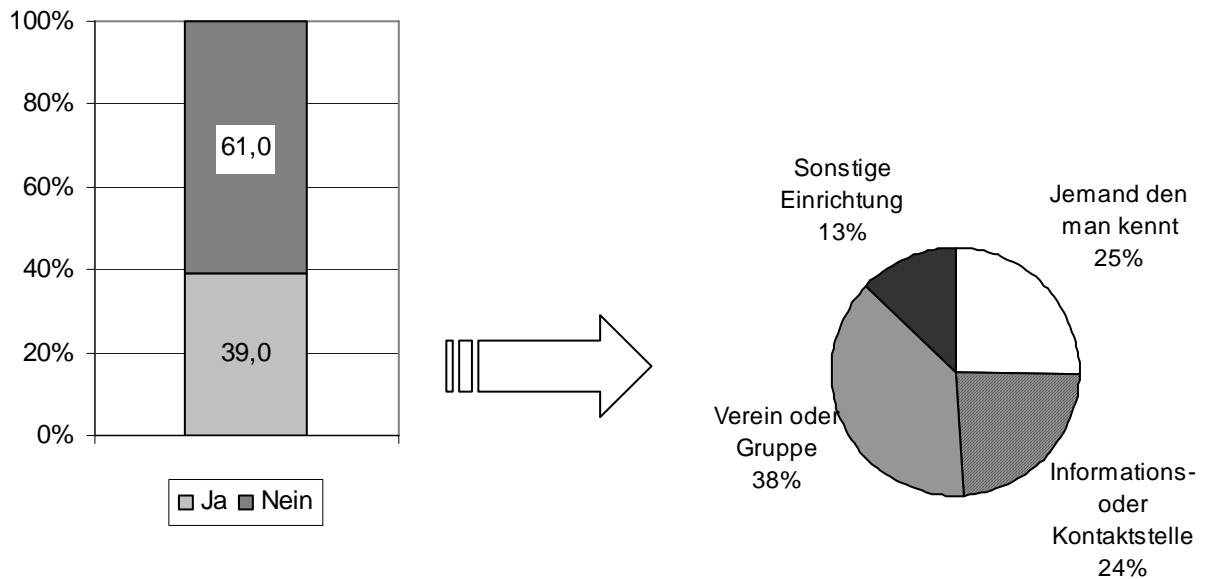 100%
80%
60%
40%
20%
0%
61,0
39,0
Ja Nein
Sonstige
Einrichtung
13%
Jemand den
man kennt
25%
Verein oder
Gruppe
38%
Informations-
oder
Kontaktstelle
24%